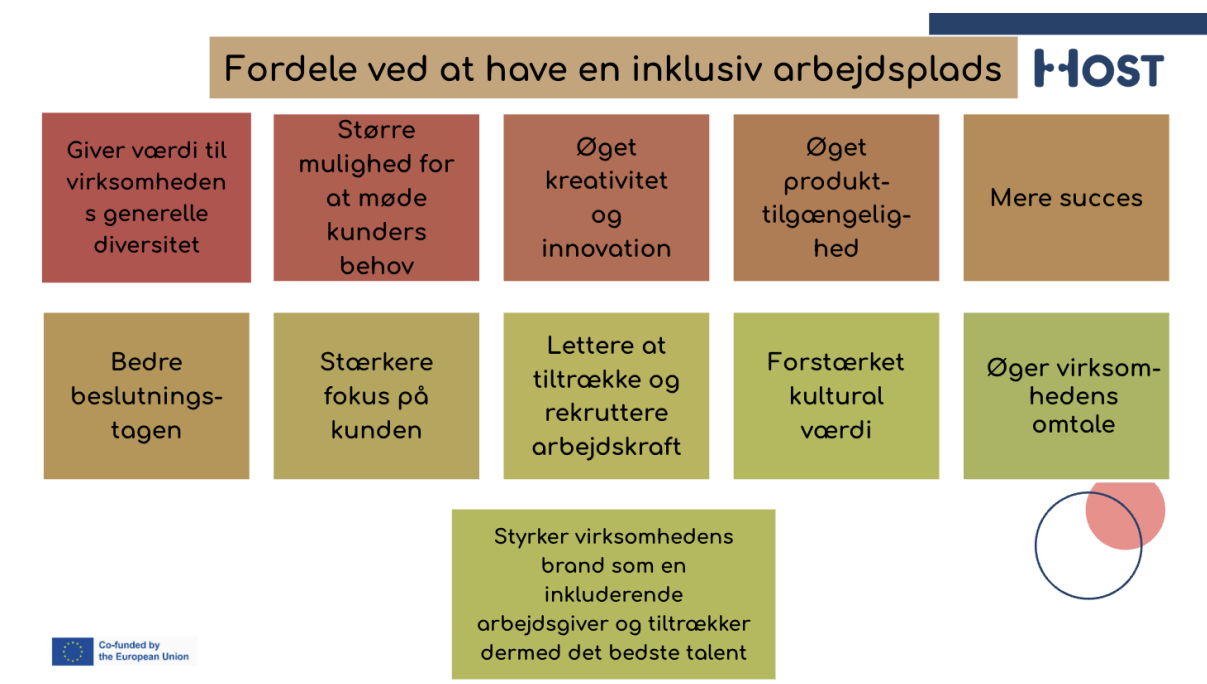 Fordele ved at have en inklusiv arbejdsplads
HOST
Giver værdi til
virksomheden
s generelle
diversitet
Større
mulighed for
at møde
kunders
behov
Øget
kreativitet
og
innovation
Øget
produkt-
tilgængelig-
hed
Mere succes
Bedre
beslutnings-
tagen
Stærkere
fokus på
kunden
Lettere at
tiltrække og
rekruttere
arbejdskraft
Forstærket
kultural
værdi
Øger virksom-
hedens
omtale
Styrker virksomhedens
brand som en
inkluderende
arbejdsgiver og tiltrækker
dermed det bedste talent
Co-funded by
the European Union